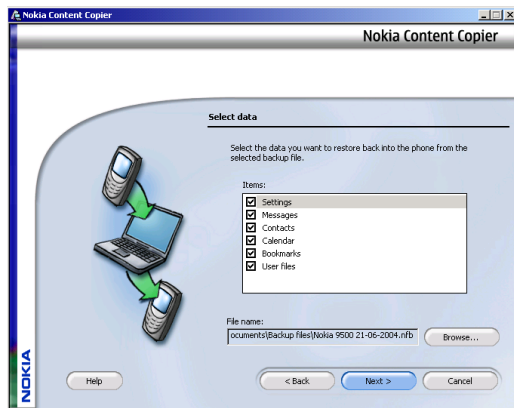 Nokia Content Copier
Nokia Content Copier
Select data
Select the data you want to restore back into the phone from the
selected backup file.
Items:
Settings
Messages
Contacts
Calendar
Bookmarks
User files
File name:
ocuments\Backup files\Nokia 9500 21-06-2004.nfb
Browse...
NOKIA
Help
< Back
Next >
Cancel